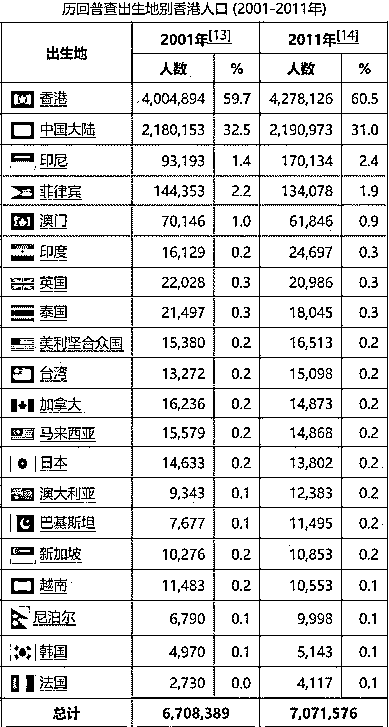 历回普查出生地别香港人口 (2001-2011年)
出生地 2001年[13] 2011年[14]
人数 % 人数 %
香港 4,004,894 59.7 4,278,126 60.5
中国大陆 2,180,153 32.5 2,190,973 31.0
印尼 93,193 1.4 170,134 2.4
菲律宾 144,353 2.2 134,078 1.9
澳门 70,146 1.0 61,846 0.9
印度 16,129 0.2 24,697 0.3
英国 22,028 0.3 20,986 0.3
泰国 21,497 0.3 18,045 0.3
美利坚合众国 15,380 0.2 16,513 0.2
台湾 13,272 0.2 15,098 0.2
加拿大 16,236 0.2 14,873 0.2
马来西亚 15,579 0.2 14,868 0.2
日本 14,633 0.2 13,802 0.2
澳大利亚 9,343 0.1 12,383 0.2
巴基斯坦 7,677 0.1 11,495 0.2
新加坡 10,276 0.2 10,853 0.2
越南 11,483 0.2 10,553 0.1
尼泊尔 6,790 0.1 9,998 0.1
韩国 4,970 0.1 5,143 0.1
法国 2,730 0.0 4,117 0.1
总计 6,708,389 7,071,576